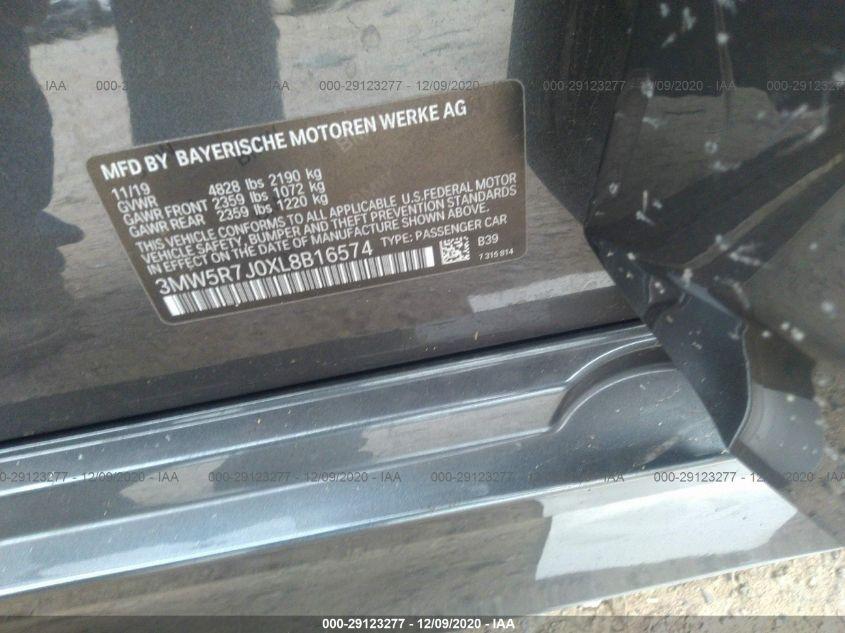 000-29123277 - 12/09/2020 - IAA
MFD BY BAYERISCHE MOTOREN WERKE AG
11/19
GVWR 4828 lbs 2190 kg
GAWR FRONT 2359 lbs 1072 kg
GAWR REAR 2359 lbs 1220 kg
THIS VEHICLE CONFORMS TO ALL APPLICABLE U.S.FEDERAL MOTOR
VEHICLE SAFETY, BUMPER AND THEFT PREVENTION STANDARDS
IN EFFECT ON THE DATE OF MANUFACTURE SHOWN ABOVE.
3MW5R7J0XL8B16574 TYPE: PASSENGER CAR
B39
7 315 814
000-29123277 - 12/09/2020 - IAA
000-29123277 - 12/09/2020 - IAA